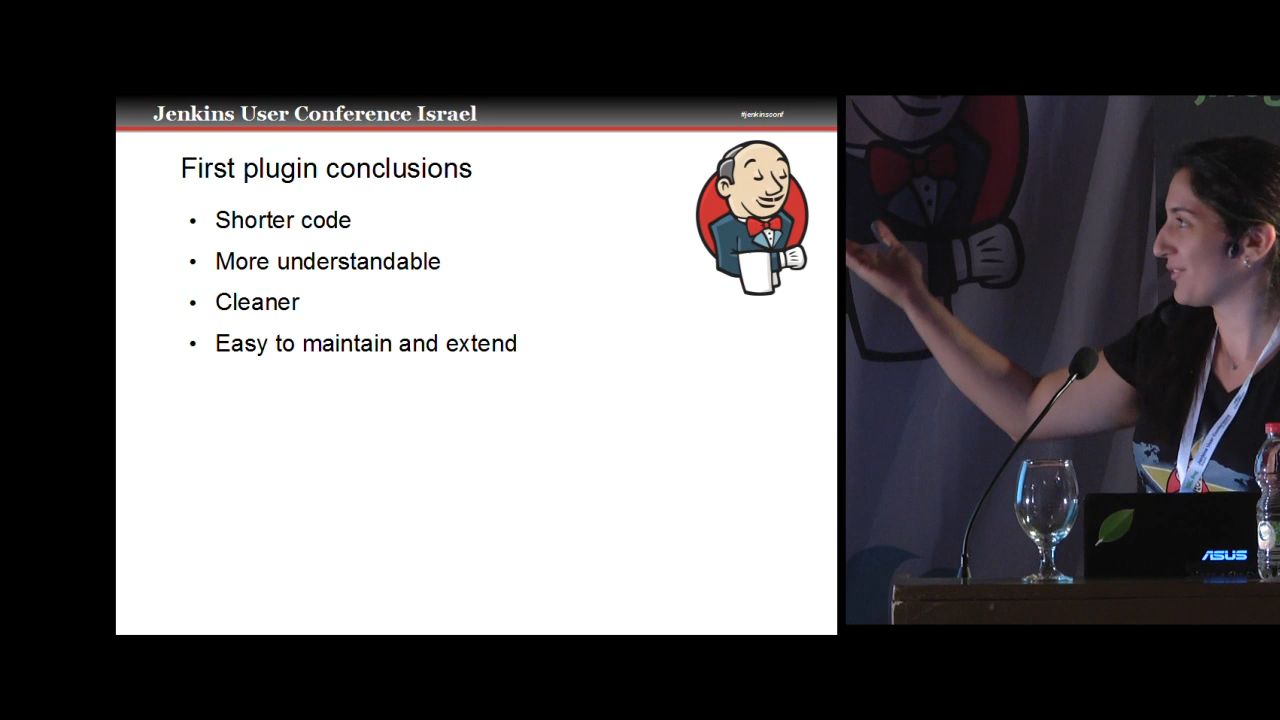 Jenkins User Conference Israel
#jenkinsconf
First plugin conclusions
• Shorter code
• More understandable
• Cleaner
• Easy to maintain and extend
ASUS